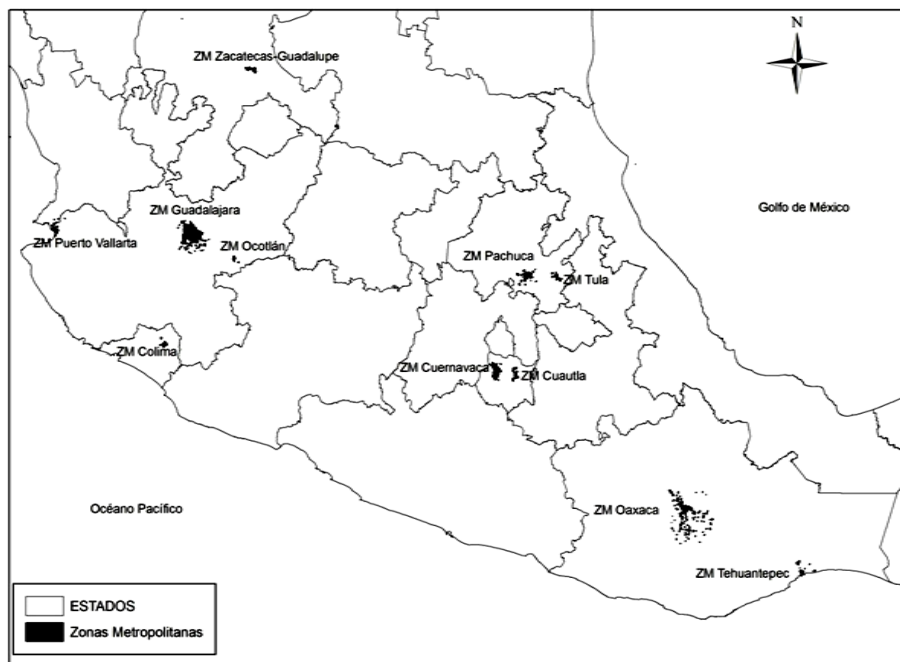 N
ZM Zacatecas-Guadalupe
Golfo de México
ZM Guadalajara
ZM Puerto Vallarta
ZM Ocotlán
ZM Pachuca
ZM Tula
ZM Colima
ZM Cuernavaca
ZM Cuautla
Océano Pacífico
ZM Oaxaca
ZM Tehuantepec
ESTADOS
Zonas Metropolitanas